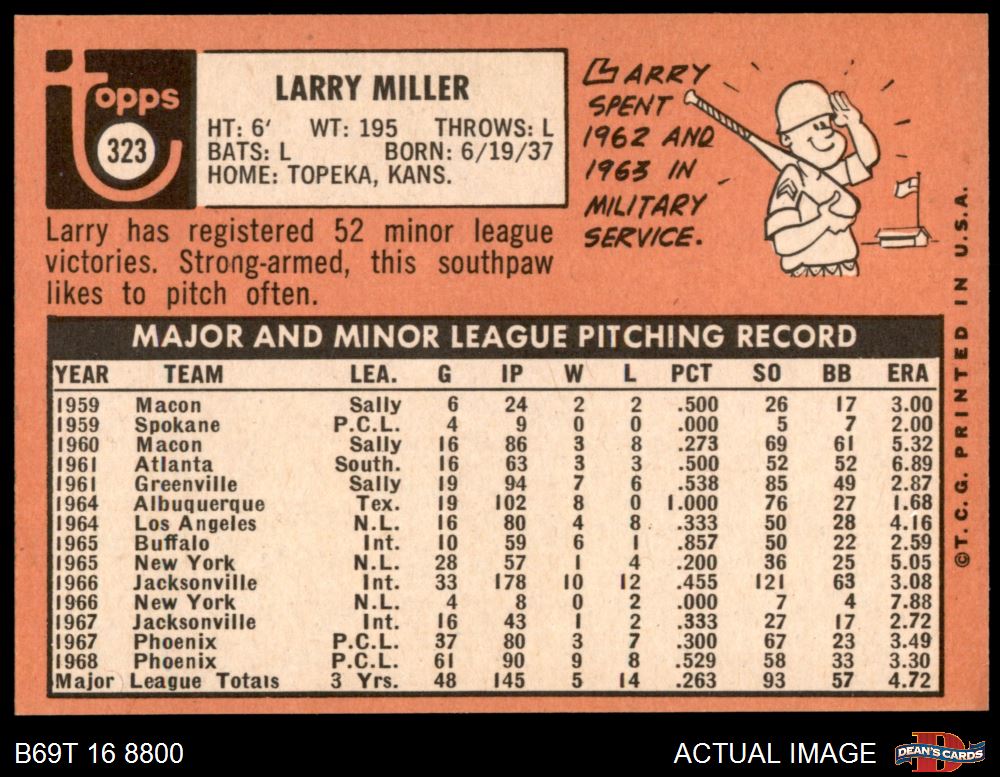 Topps
323
LARRY MILLER
HT: 6' WT: 195 THROWS: L
BATS: L BORN: 6/19/37
HOME: TOPEKA, KANS.
Larry has registered 52 minor league
victories. Strong-armed, this southpaw
likes to pitch often.
LARRY
SPENT
1962 AND
1963 IN
MILITARY
SERVICE.
MAJOR AND MINOR LEAGUE PITCHING RECORD
YEAR TEAM LEA. G IP W L PCT SO BB ERA
1959 Macon Sally 6 24 2 2 .500 26 17 3.00
1959 Spokane P.C.L. 4 9 0 0 .000 5 7 2.00
1960 Macon Sally 16 86 3 8 .273 69 61 5.32
1961 Atlanta South. 16 63 3 3 .500 52 52 6.89
1961 Greenville Sally 19 94 7 6 .538 85 49 2.87
1964 Albuquerque Tex. 19 102 8 0 1.000 76 27 1.68
1964 Los Angeles N.L. 16 80 4 8 .333 50 28 4.16
1965 Buffalo Int. 10 59 6 1 .857 50 22 2.59
1965 New York N.L. 28 57 1 4 .200 36 25 5.05
1966 Jacksonville Int. 33 178 10 12 .455 121 63 3.08
1966 New York N.L. 4 8 0 2 .000 7 4 7.88
1967 Jacksonville Int. 16 43 1 2 .333 27 17 2.72
1967 Phoenix P.C.L. 37 80 3 7 .300 67 23 3.49
1968 Phoenix P.C.L. 61 90 9 8 .529 58 33 3.30
Major League Totals 3 Yrs. 48 145 5 14 .263 93 57 4.72
©T. C. G. PRINTED IN U.S.A.
B69T 16 8800
ACTUAL IMAGE
D
DEAN'S CARDS